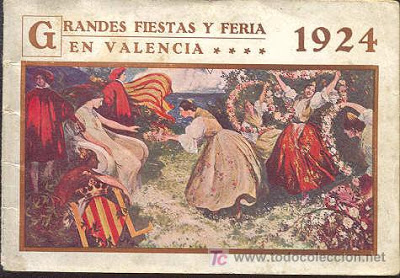 GRANDES FIESTAS Y FERIA
EN VALENCIA ****
1924
TC
www.todocoleccion.net